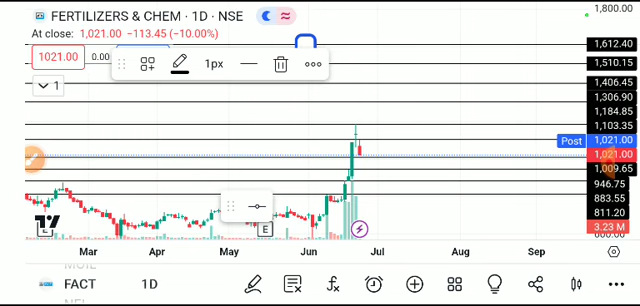 FERTILIZERS & CHEM · 1D · NSE
At close: 1,021.00 −113.45 (−10.00%)
1021.00 0.00
1px
1
1,800.00
1,612.40
1,510.15
1,406.45
1,306.90
1,184.85
1,103.35
Post 1,021.00
1,021.00
1,009.65
946.75
883.55
811.20
3.23 M
E
E
Mar Apr May Jun Jul Aug Sep
FACT 1D